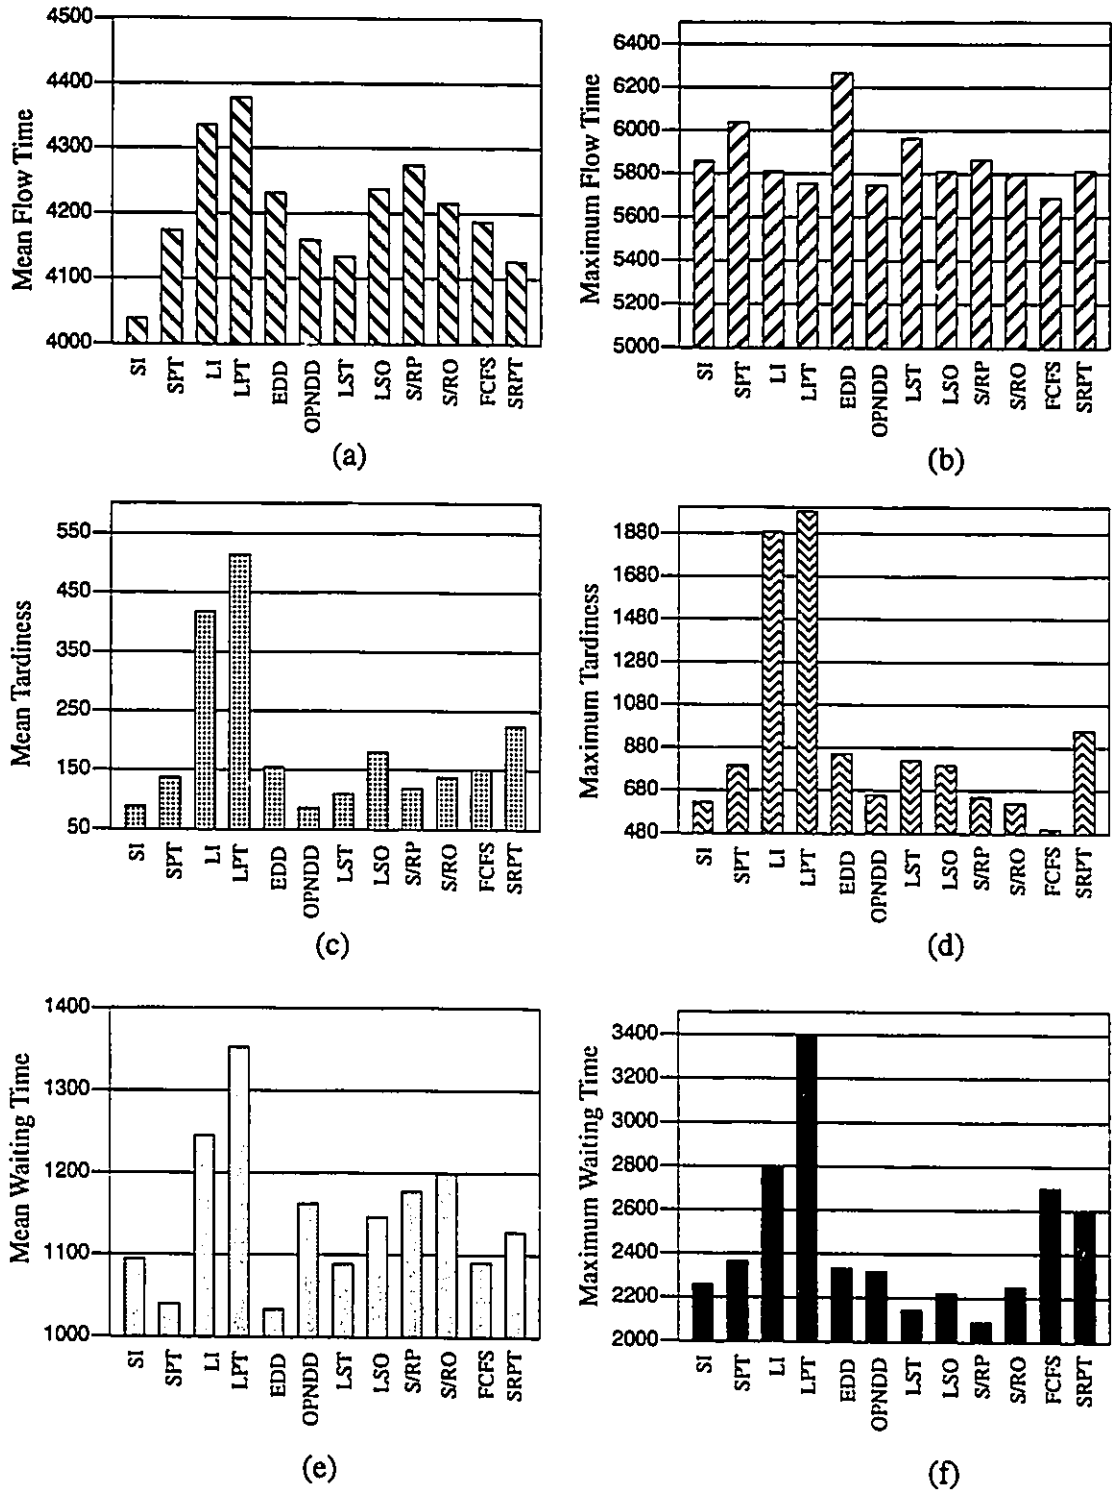 Mean Flow Time
4500
4400
4300
4200
4100
4000
SI SPT LI LPT EDD OPNDD LST LSO S/RP S/RO FCFS SRPT
(a)
Maximum Flow Time
6400
6200
6000
5800
5600
5400
5200
5000
SI SPT LI LPT EDD OPNDD LST LSO S/RP S/RO FCFS SRPT
(b)
Mean Tardiness
550
450
350
250
150
50
SI SPT LI LPT EDD OPNDD LST LSO S/RP S/RO FCFS SRPT
(c)
Maximum Tardiness
1880
1680
1480
1280
1080
880
680
480
SI SPT LI LPT EDD OPNDD LST LSO S/RP S/RO FCFS SRPT
(d)
Mean Waiting Time
1400
1300
1200
1100
1000
SI SPT LI LPT EDD OPNDD LST LSO S/RP S/RO FCFS SRPT
(e)
Maximum Waiting Time
3400
3200
3000
2800
2600
2400
2200
2000
SI SPT LI LPT EDD OPNDD LST LSO S/RP S/RO FCFS SRPT
(f)